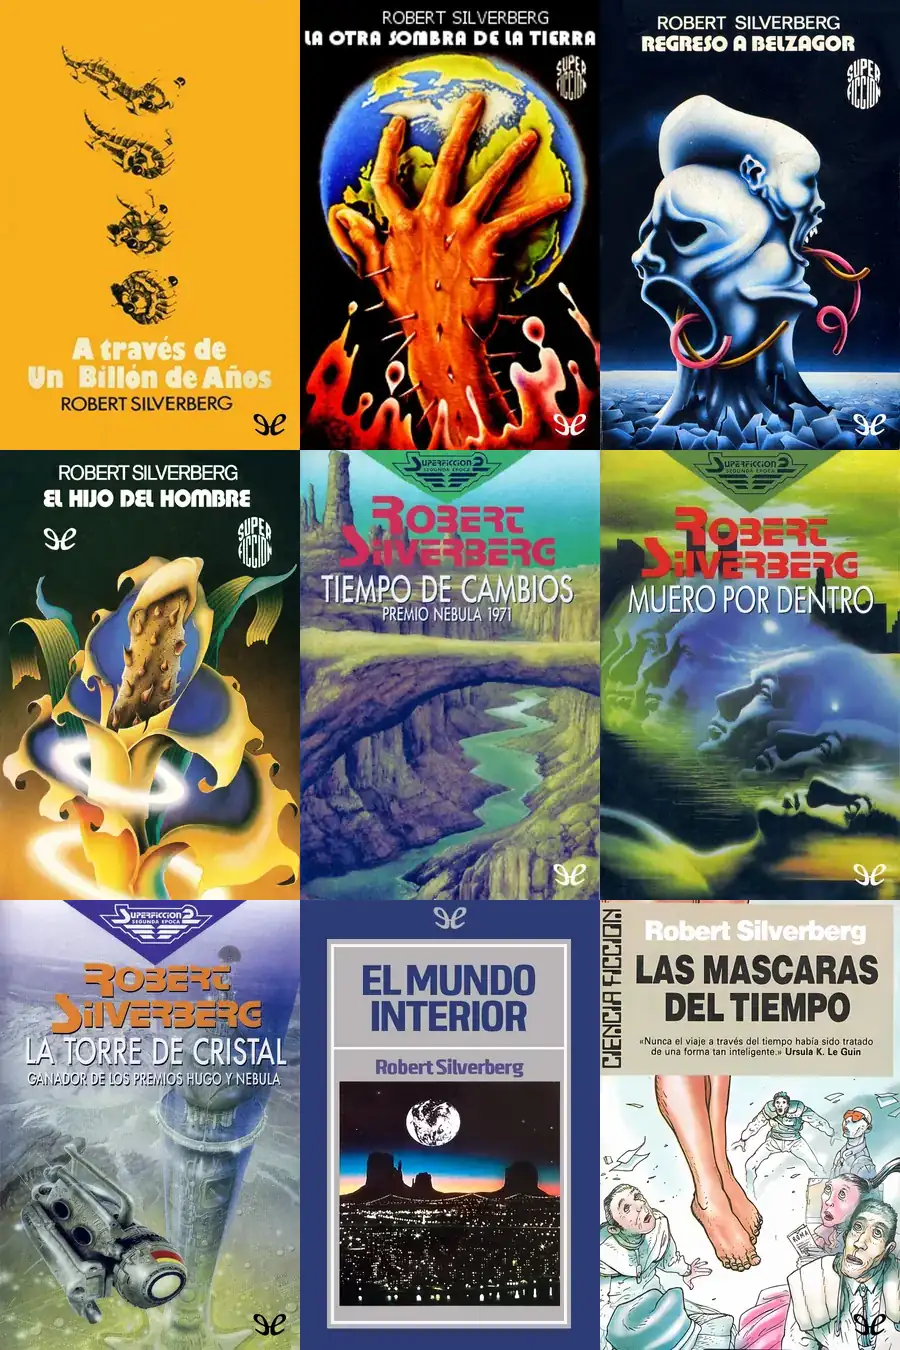 A través de
Un Billón de Años
ROBERT SILVERBERG
ROBERT SILVERBERG
LA OTRA SOMBRA DE LA TIERRA
SUPER
FICCION
ROBERT SILVERBERG
REGRESO A BELZAGOR
SUPER
FICCION
ROBERT SILVERBERG
EL HIJO DEL HOMBRE
SUPER
FICCION
SUPERFICCION 2
SEGUNDA EPOCA
ROBERT
SILVERBERG
TIEMPO DE CAMBIOS
PREMIO NEBULA 1971
SUPERFICCION 2
SEGUNDA EPOCA
ROBERT
SILVERBERG
MUERO POR DENTRO
SUPERFICCION 2
SEGUNDA EPOCA
ROBERT
SILVERBERG
LA TORRE DE CRISTAL
GANADOR DE LOS PREMIOS HUGO Y NEBULA
EL MUNDO
INTERIOR
Robert Silverberg
CIENCIA FICCION
Robert Silverberg
LAS MASCARAS
DEL TIEMPO
«Nunca el viaje a través del tiempo había sido tratado
de una forma tan inteligente.» Ursula K. Le Guin
ROMA